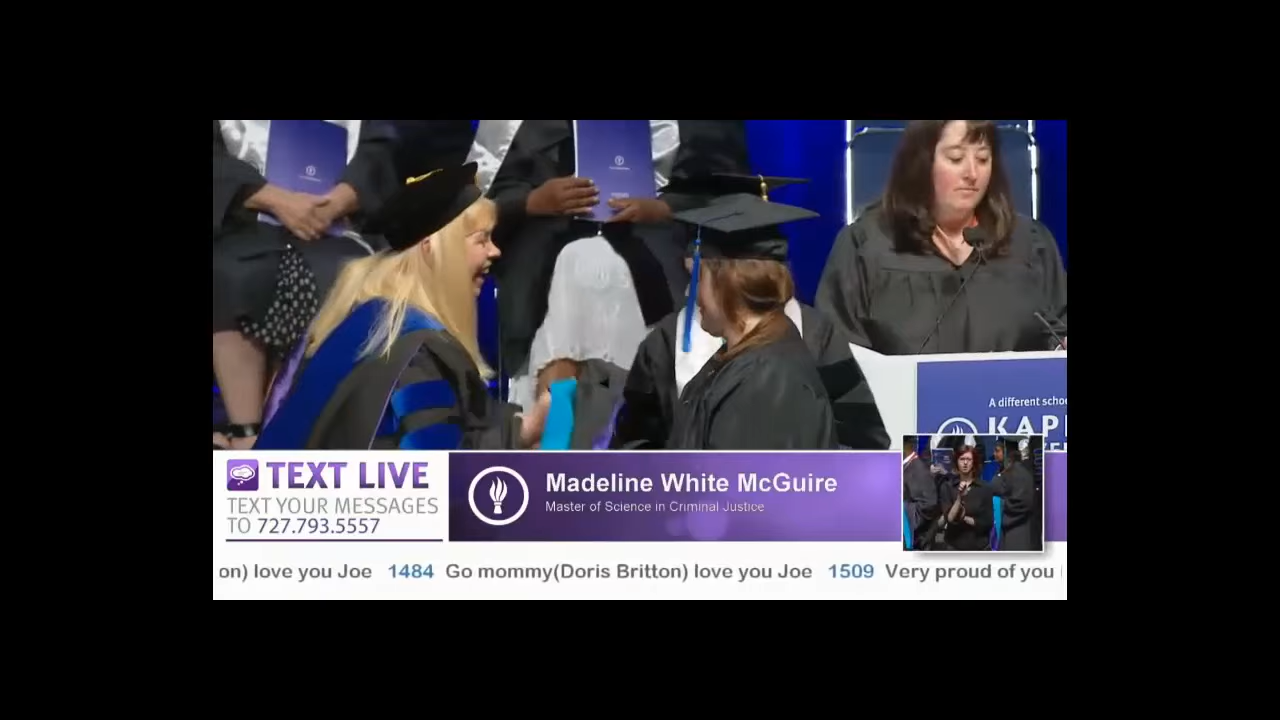 A different scho
KAP
TEXT LIVE
TEXT YOUR MESSAGES
TO 727.793.5557
Madeline White McGuire
Master of Science in Criminal Justice
on) love you Joe 1484 Go mommy(Doris Britton) love you Joe 1509 Very proud of you